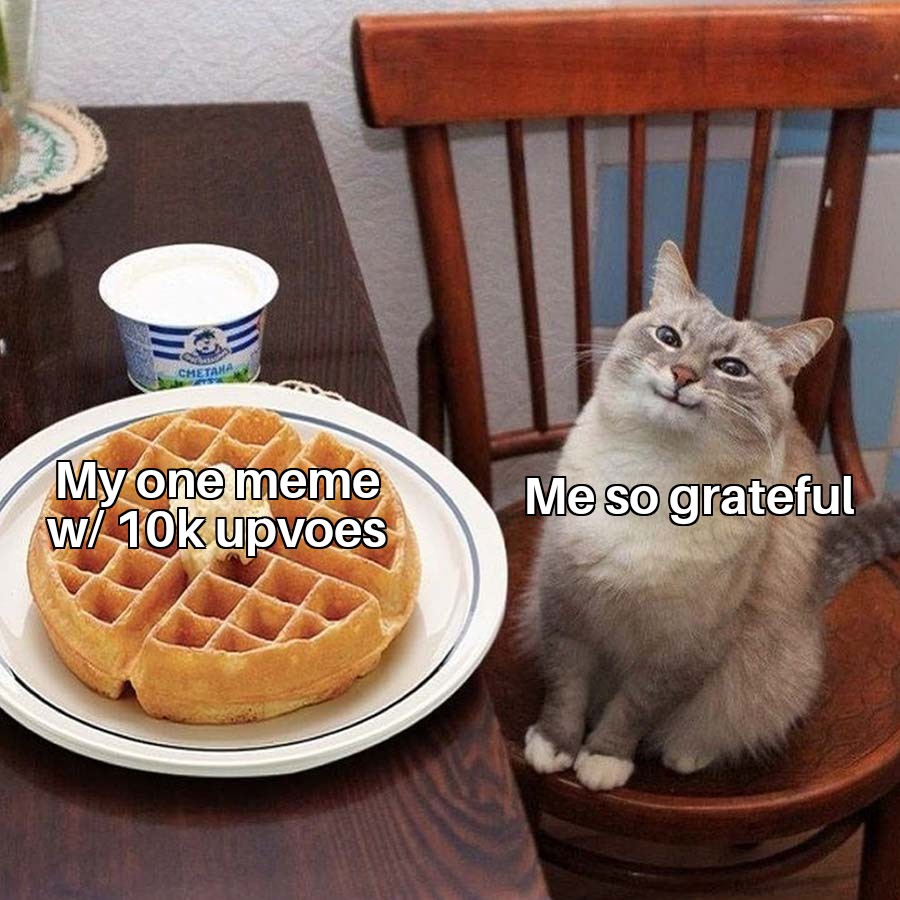 СМЕТАНА
My one meme
w/ 10k upvoes
Me so grateful